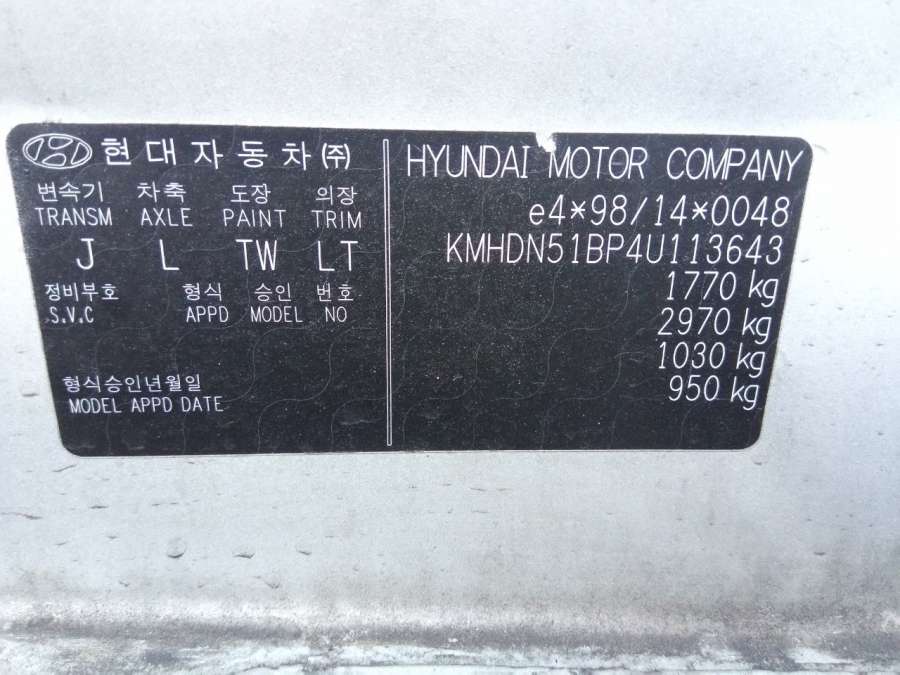 현대자동차㈜
변속기 차축 도장 의장
TRANSM AXLE PAINT TRIM
J L TW LT
정비부호 형식 승인 번호
S.V.C APPD MODEL NO
형식승인년월일
MODEL APPD DATE
HYUNDAI MOTOR COMPANY
e4*98/14*0048
KMHDN51BP4U113643
1770 kg
2970 kg
1030 kg
950 kg